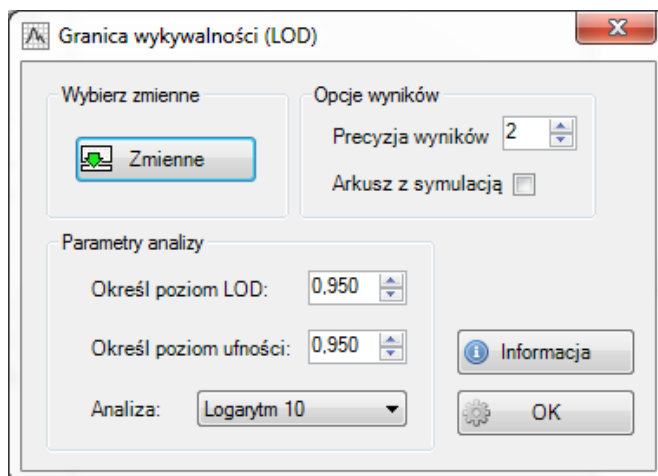 Granica wykywalności (LOD)
Wybierz zmienne
Zmienne
Opcje wyników
Precyzja wyników 2
Arkusz z symulacją
Parametry analizy
Określ poziom LOD: 0,950
Określ poziom ufności: 0,950
Analiza: Logarytm 10
Informacja
OK